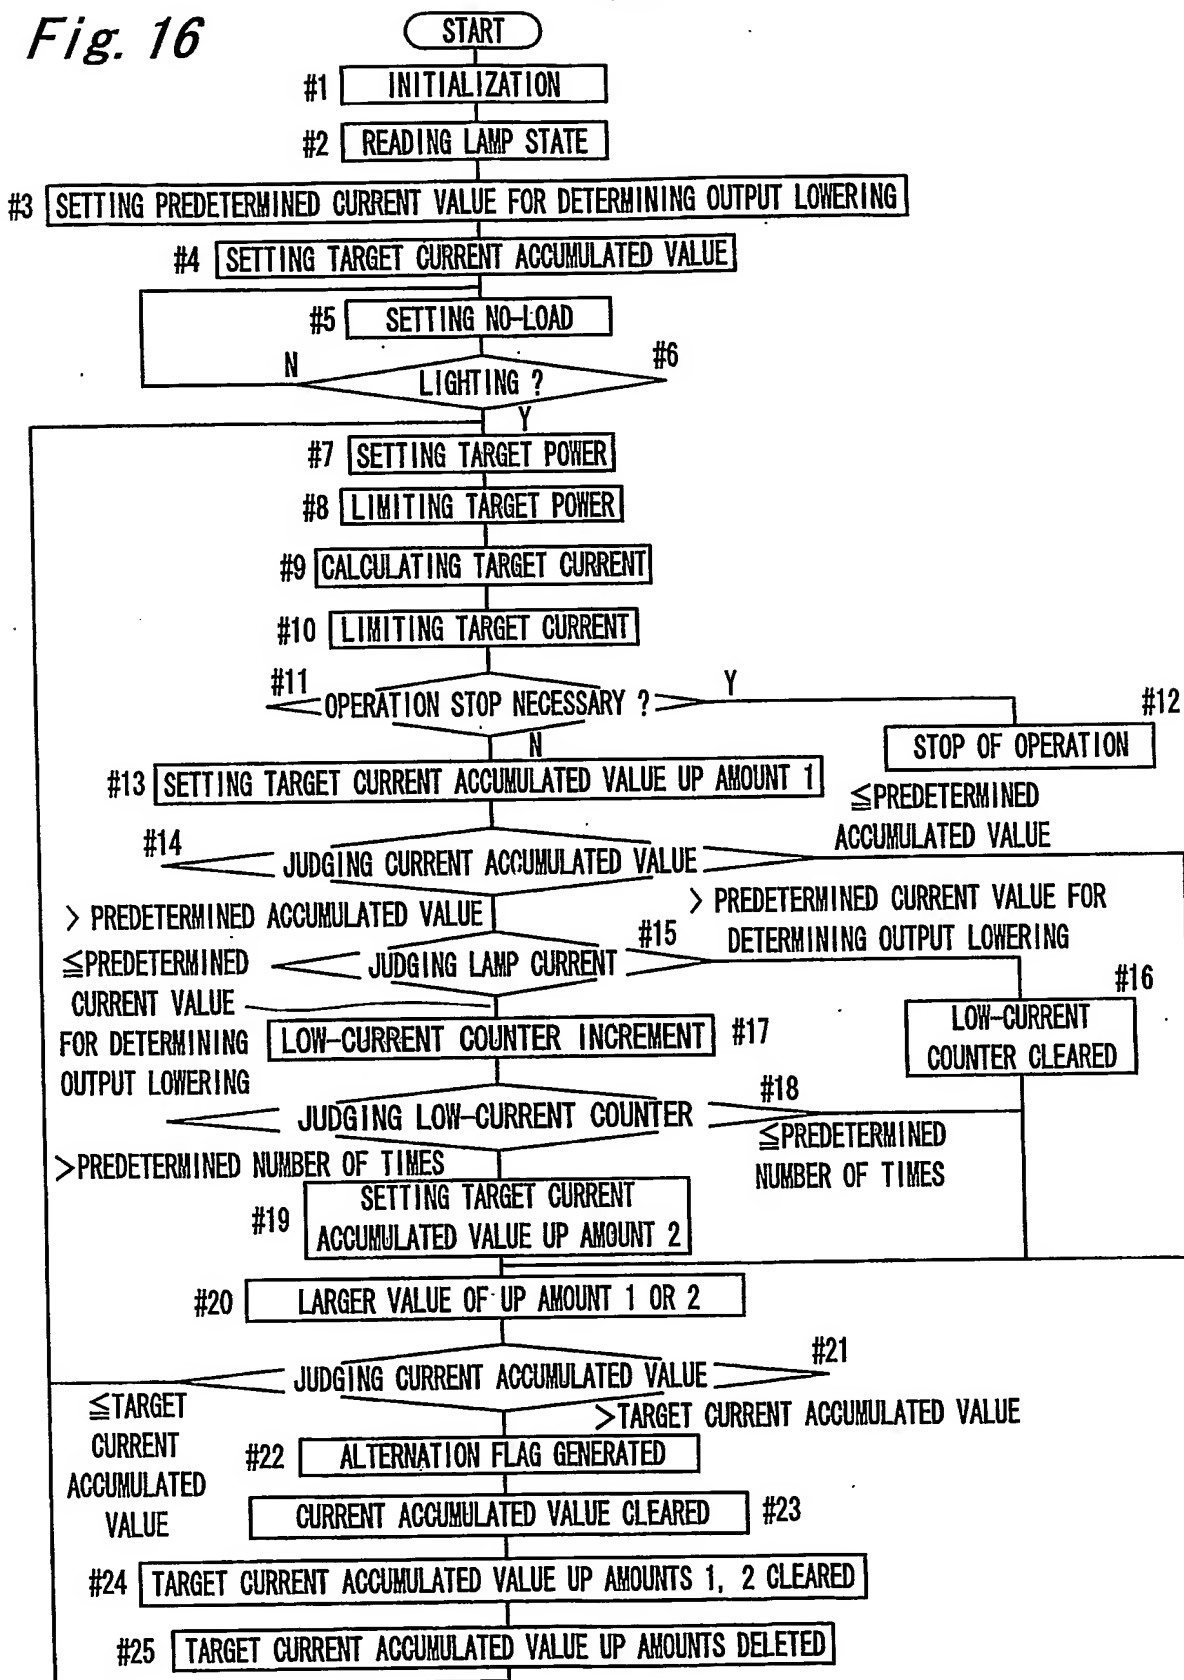 Fig. 16
START
#1 INITIALIZATION
#2 READING LAMP STATE
#3 SETTING PREDETERMINED CURRENT VALUE FOR DETERMINING OUTPUT LOWERING
#4 SETTING TARGET CURRENT ACCUMULATED VALUE
#5 SETTING NO-LOAD
N
LIGHTING ?
#6
Y
#7 SETTING TARGET POWER
#8 LIMITING TARGET POWER
#9 CALCULATING TARGET CURRENT
#10 LIMITING TARGET CURRENT
#11
OPERATION STOP NECESSARY ?
Y
#12
STOP OF OPERATION
N
#13 SETTING TARGET CURRENT ACCUMULATED VALUE UP AMOUNT 1
≦PREDETERMINED
ACCUMULATED VALUE
#14
JUDGING CURRENT ACCUMULATED VALUE
> PREDETERMINED ACCUMULATED VALUE
> PREDETERMINED CURRENT VALUE FOR
DETERMINING OUTPUT LOWERING
#15
JUDGING LAMP CURRENT
≦PREDETERMINED
CURRENT VALUE
FOR DETERMINING
OUTPUT LOWERING
#16
LOW-CURRENT
COUNTER CLEARED
LOW-CURRENT COUNTER INCREMENT #17
#18
JUDGING LOW-CURRENT COUNTER
≦PREDETERMINED
NUMBER OF TIMES
>PREDETERMINED NUMBER OF TIMES
#19
SETTING TARGET CURRENT
ACCUMULATED VALUE UP AMOUNT 2
#20 LARGER VALUE OF UP AMOUNT 1 OR 2
#21
JUDGING CURRENT ACCUMULATED VALUE
≦TARGET
CURRENT
ACCUMULATED
VALUE
>TARGET CURRENT ACCUMULATED VALUE
#22 ALTERNATION FLAG GENERATED
CURRENT ACCUMULATED VALUE CLEARED #23
#24 TARGET CURRENT ACCUMULATED VALUE UP AMOUNTS 1, 2 CLEARED
#25 TARGET CURRENT ACCUMULATED VALUE UP AMOUNTS DELETED